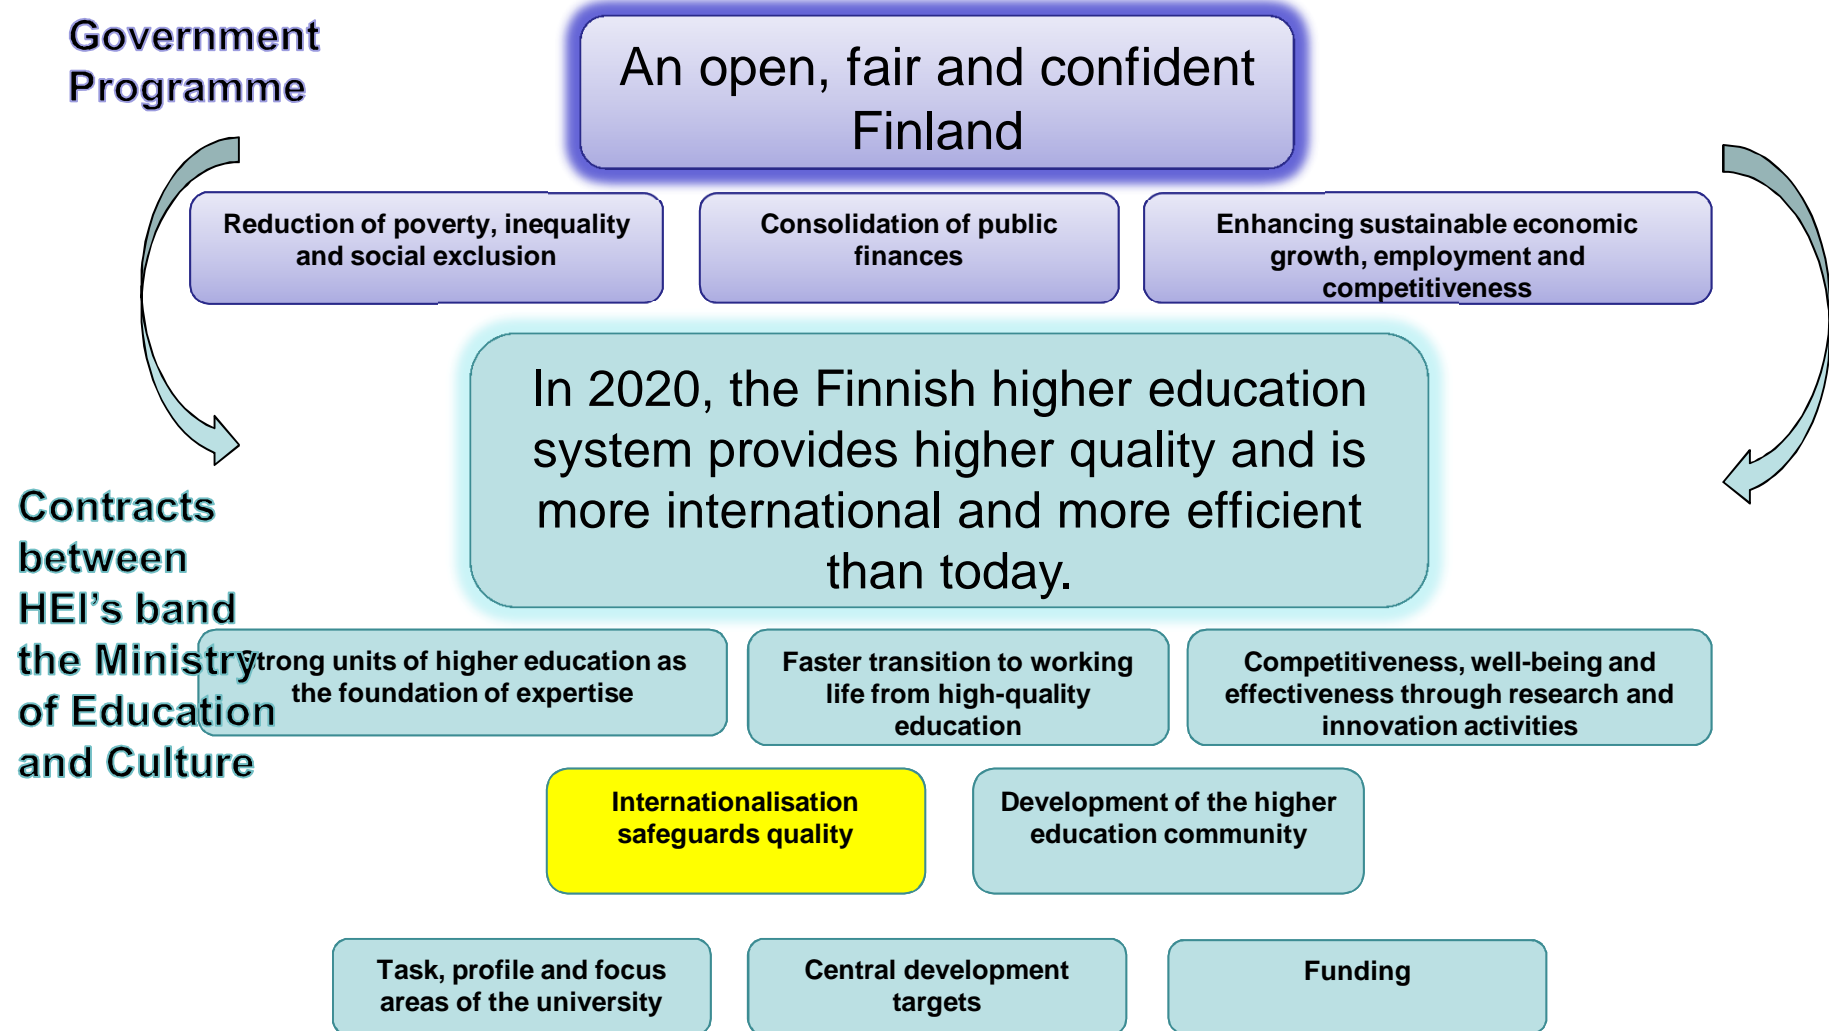 Government
Programme
An open, fair and confident
Finland
Reduction of poverty, inequality
and social exclusion
Consolidation of public
finances
Enhancing sustainable economic
growth, employment and
competitiveness
In 2020, the Finnish higher education
system provides higher quality and is
more international and more efficient
than today.
Contracts
between
HEI's band
the Ministry
of Education
and Culture
Strong units of higher education as
the foundation of expertise
Faster transition to working
life from high-quality
education
Competitiveness, well-being and
effectiveness through research and
innovation activities
Internationalisation
safeguards quality
Development of the higher
education community
Task, profile and focus
areas of the university
Central development
targets
Funding